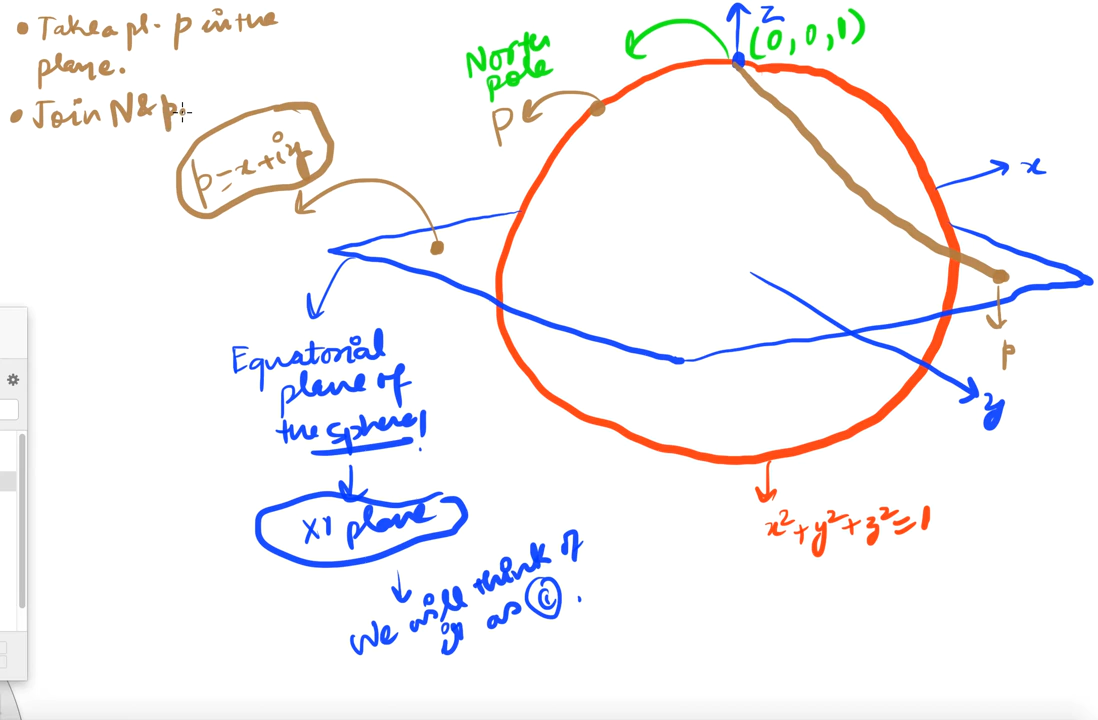 • Take a pt. p in the
plane.
• Join N & p.
p = x + iy
North
pole
p
z
(0, 0, 1)
x
y
p
Equatorial
plane of
the sphere!
XY plane
We will think of
it as ℂ.
x² + y² + z² = 1